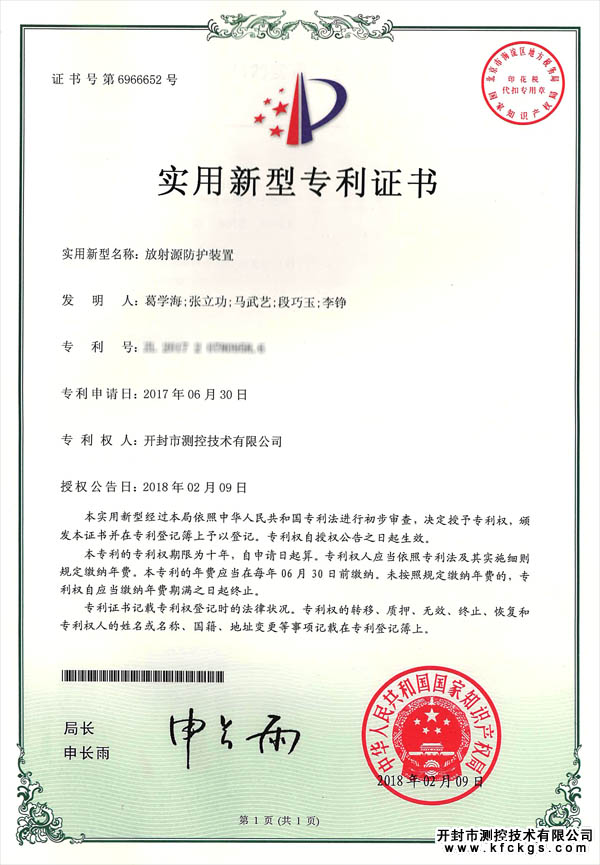 证书号第6966652号
北京市海淀区地方税务局
印花税
代扣专用章
国家知识产权局
实用新型专利证书
实用新型名称：放射源防护装置
发 明 人：葛学海;张立功;马武艺;段巧玉;李铮
专 利 号：
专利申请日：2017年06月30日
专 利 权 人：开封市测控技术有限公司
授权公告日：2018年02月09日
本实用新型经过本局依照中华人民共和国专利法进行初步审查，决定授予专利权，颁
发本证书并在专利登记簿上予以登记。专利权自授权公告之日起生效。
本专利的专利权期限为十年，自申请日起算。专利权人应当依照专利法及其实施细则
规定缴纳年费。本专利的年费应当在每年06月30日前缴纳。未按照规定缴纳年费的，专
利权自应当缴纳年费期满之日起终止。
专利证书记载专利权登记时的法律状况。专利权的转移、质押、无效、终止、恢复和
专利权人的姓名或名称、国籍、地址变更等事项记载在专利登记簿上。
局长
申长雨
申长雨
中华人民共和国国家知识产权局
2018年02月09日
第1页(共1页)
开封市测控技术有限公司
www.kfckgs.com